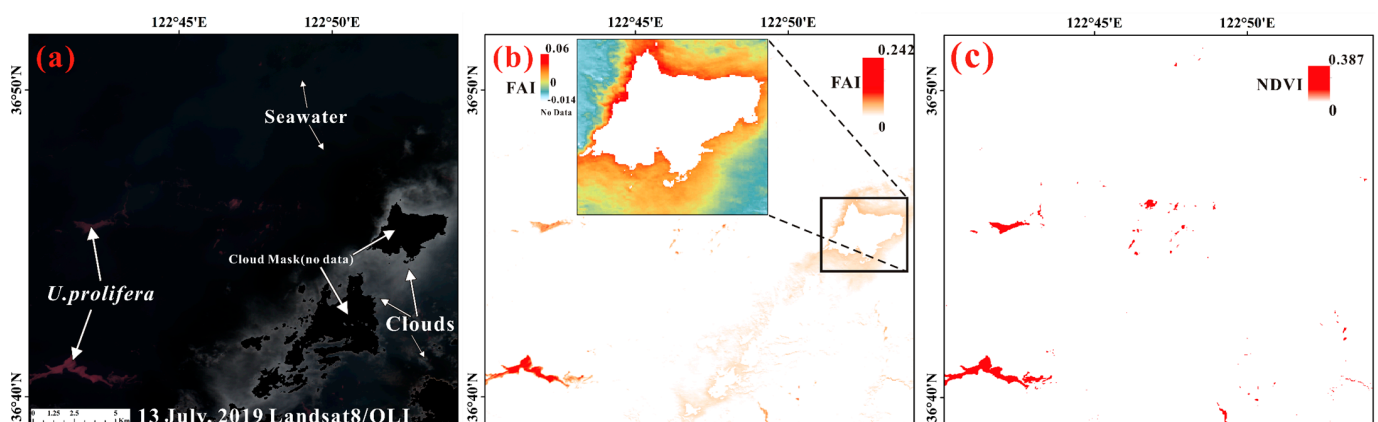 122°45'E
122°50'E
122°45'E
122°50'E
122°45'E
122°50'E
(a)
36°50'N
36°40'N
Seawater
Cloud Mask(no data)
U.prolifera
Clouds
0 1.25 2.5 5
Km
13 July, 2019 Landsat8/OLI
(b)
36°50'N
36°40'N
FAI
0.06
0
-0.014
No Data
FAI
0.242
0
(c)
36°50'N
36°40'N
NDVI
0.387
0